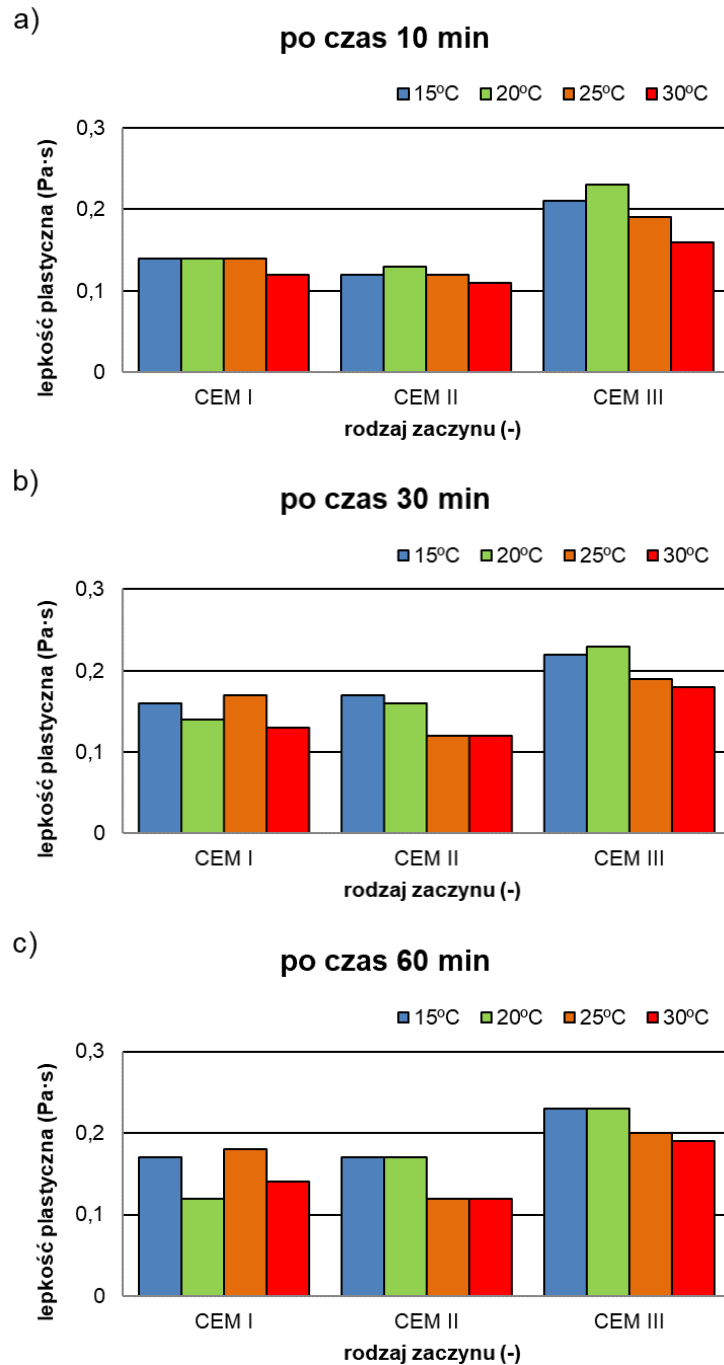 a)
po czas 10 min
15ºC 20ºC 25ºC 30ºC
lepkość plastyczna (Pa·s)
0,3
0,2
0,1
0
CEM I CEM II CEM III
rodzaj zaczynu (-)
b)
po czas 30 min
15ºC 20ºC 25ºC 30ºC
lepkość plastyczna (Pa·s)
0,3
0,2
0,1
0
CEM I CEM II CEM III
rodzaj zaczynu (-)
c)
po czas 60 min
15ºC 20ºC 25ºC 30ºC
lepkość plastyczna (Pa·s)
0,3
0,2
0,1
0
CEM I CEM II CEM III
rodzaj zaczynu (-)